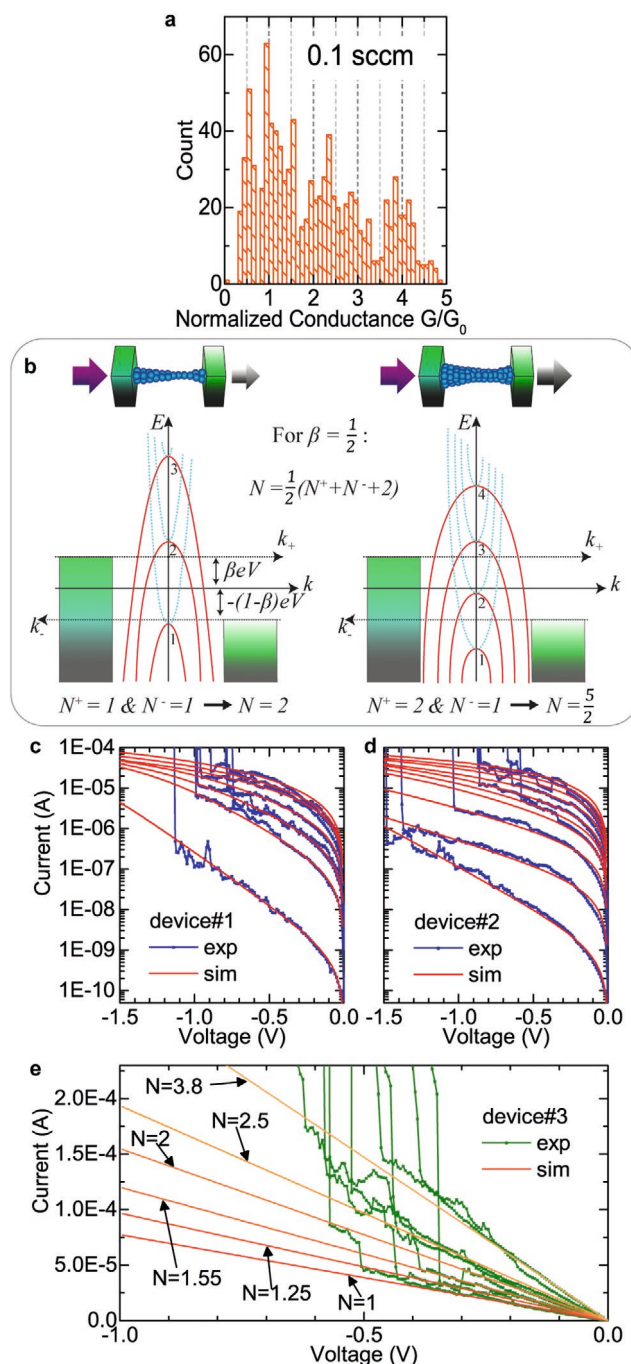 a
0.1 sccm
60
40
20
0
Count
0 1 2 3 4 5
Normalized Conductance G/G₀
b
E
E
For β = 1/2 :
N = 1/2(N⁺+N⁻+2)
3
2
1
4
3
2
1
k₊
βeV
k
-(1-β)eV
k₋
k₊
k
k₋
N⁺ = 1 & N⁻ =1 → N = 2
N⁺ = 2 & N⁻ =1 → N = 5/2
c
d
1E-04
1E-05
1E-06
1E-07
1E-08
1E-09
1E-10
Current (A)
device#1
exp
sim
device#2
exp
sim
-1.5 -1.0 -0.5 0.0
-1.5 -1.0 -0.5 0.0
Voltage (V)
Voltage (V)
e
N=3.8
N=2.5
N=2
N=1.55
N=1.25
N=1
device#3
exp
sim
2.0E-4
1.5E-4
1.0E-4
5.0E-5
0.0
Current (A)
-1.0 -0.5 0.0
Voltage (V)